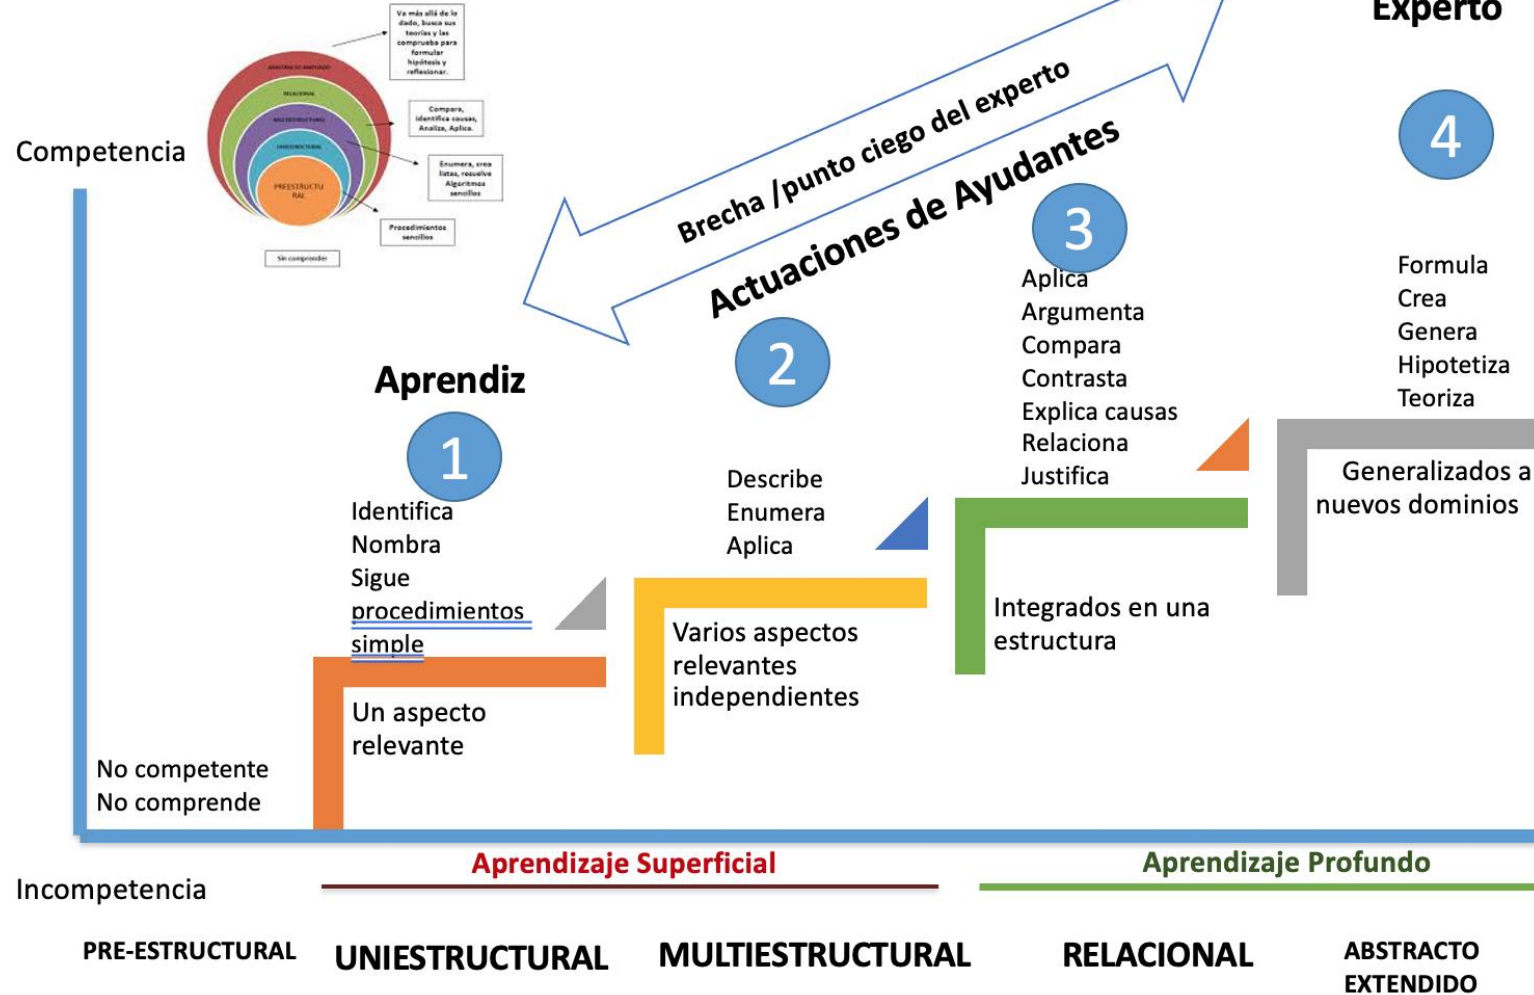 Va más allá de lo
dado, busca sus
teorías y las
comprueba para
formular
hipótesis y
reflexionar.
ABSTRACTO AMPLIADO
RELACIONAL
MULTIESTRUCTURAL
UNIESTRUCTURAL
PREESTRUCTU
RAL
Compara,
identifica causas,
Analiza, Aplica.
Enumera, crea
listas, resuelve
Algoritmos
sencillos
Procedimientos
sencillos
Sin comprender
Competencia
Brecha /punto ciego del experto
Actuaciones de Ayudantes
Experto
4
Formula
Crea
Genera
Hipotetiza
Teoriza
3
Aplica
Argumenta
Compara
Contrasta
Explica causas
Relaciona
Justifica
2
Describe
Enumera
Aplica
Aprendiz
1
Identifica
Nombra
Sigue
procedimientos
simple
Generalizados a
nuevos dominios
Integrados en una
estructura
Varios aspectos
relevantes
independientes
Un aspecto
relevante
No competente
No comprende
Aprendizaje Superficial
Aprendizaje Profundo
Incompetencia
PRE-ESTRUCTURAL
UNIESTRUCTURAL
MULTIESTRUCTURAL
RELACIONAL
ABSTRACTO
EXTENDIDO